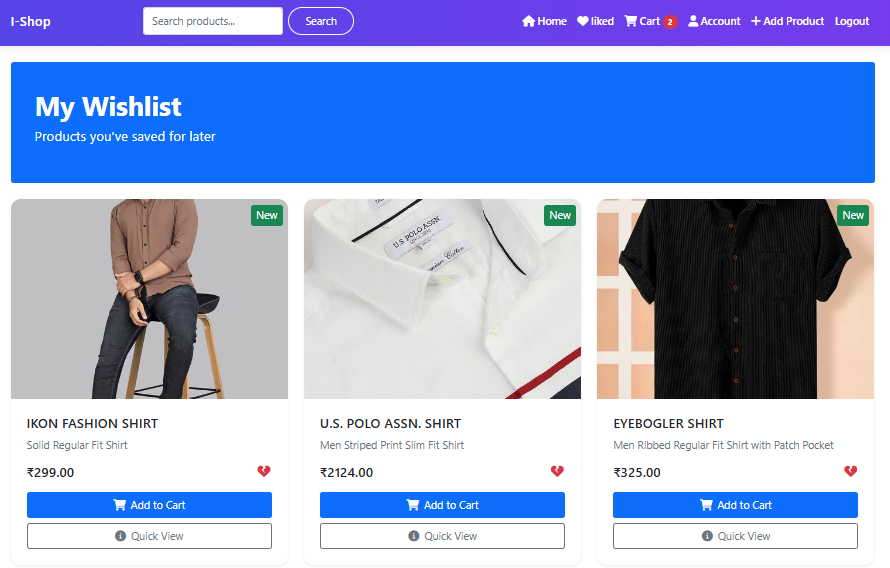 I-Shop
Search products...
Search
Home
liked
Cart 2
Account
+ Add Product
Logout
My Wishlist
Products you've saved for later
New
U.S. POLO ASSN.
New
New
IKON FASHION SHIRT
Solid Regular Fit Shirt
₹299.00
Add to Cart
Quick View
U.S. POLO ASSN. SHIRT
Men Striped Print Slim Fit Shirt
₹2124.00
Add to Cart
Quick View
EYEBOGLER SHIRT
Men Ribbed Regular Fit Shirt with Patch Pocket
₹325.00
Add to Cart
Quick View